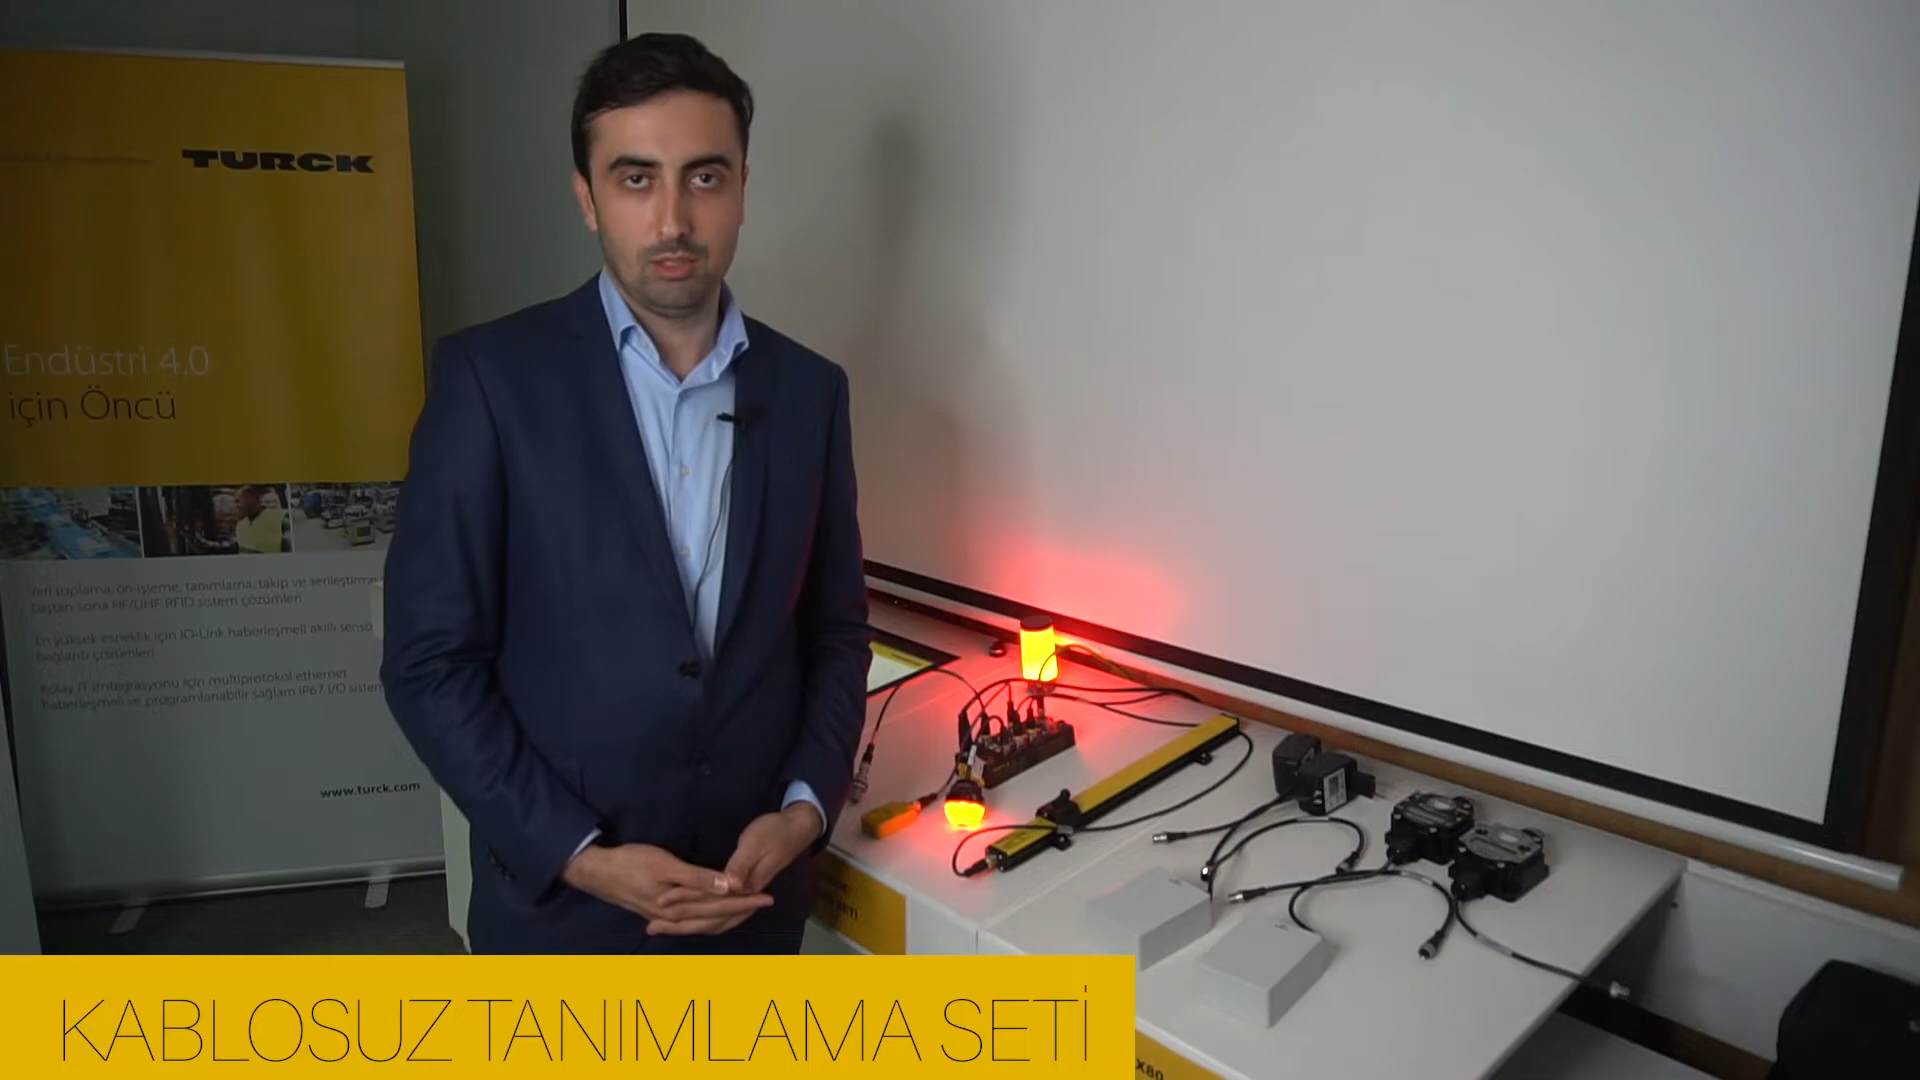 TURCK
Endüstri 4.0
için Öncü
Veri toplama, ön-işleme, tanımlama, takip ve serileştirme
baştan sona HF/UHF RFID sistem çözümleri
En yüksek esneklik için IO-Link haberleşmeli akıllı sensö
bağlantı çözümleri
Kolay IT entegrasyonu için multiprotokol ethernet
haberleşmeli ve programlanabilir sağlam IP67 I/O sistem
www.turck.com
KABLOSUZ TANIMLAMA SETİ